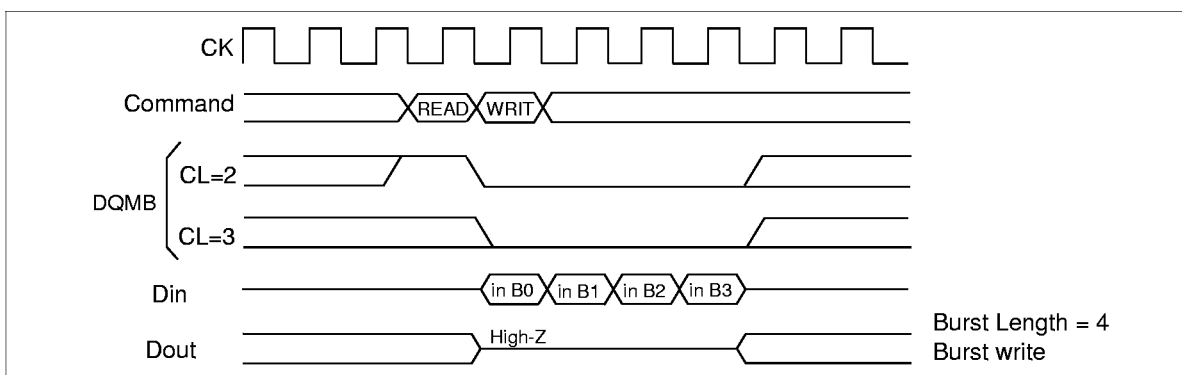 CK
Command READ WRIT
CL=2
DQMB
CL=3
Din in B0 in B1 in B2 in B3
High-Z
Dout
Burst Length = 4
Burst write